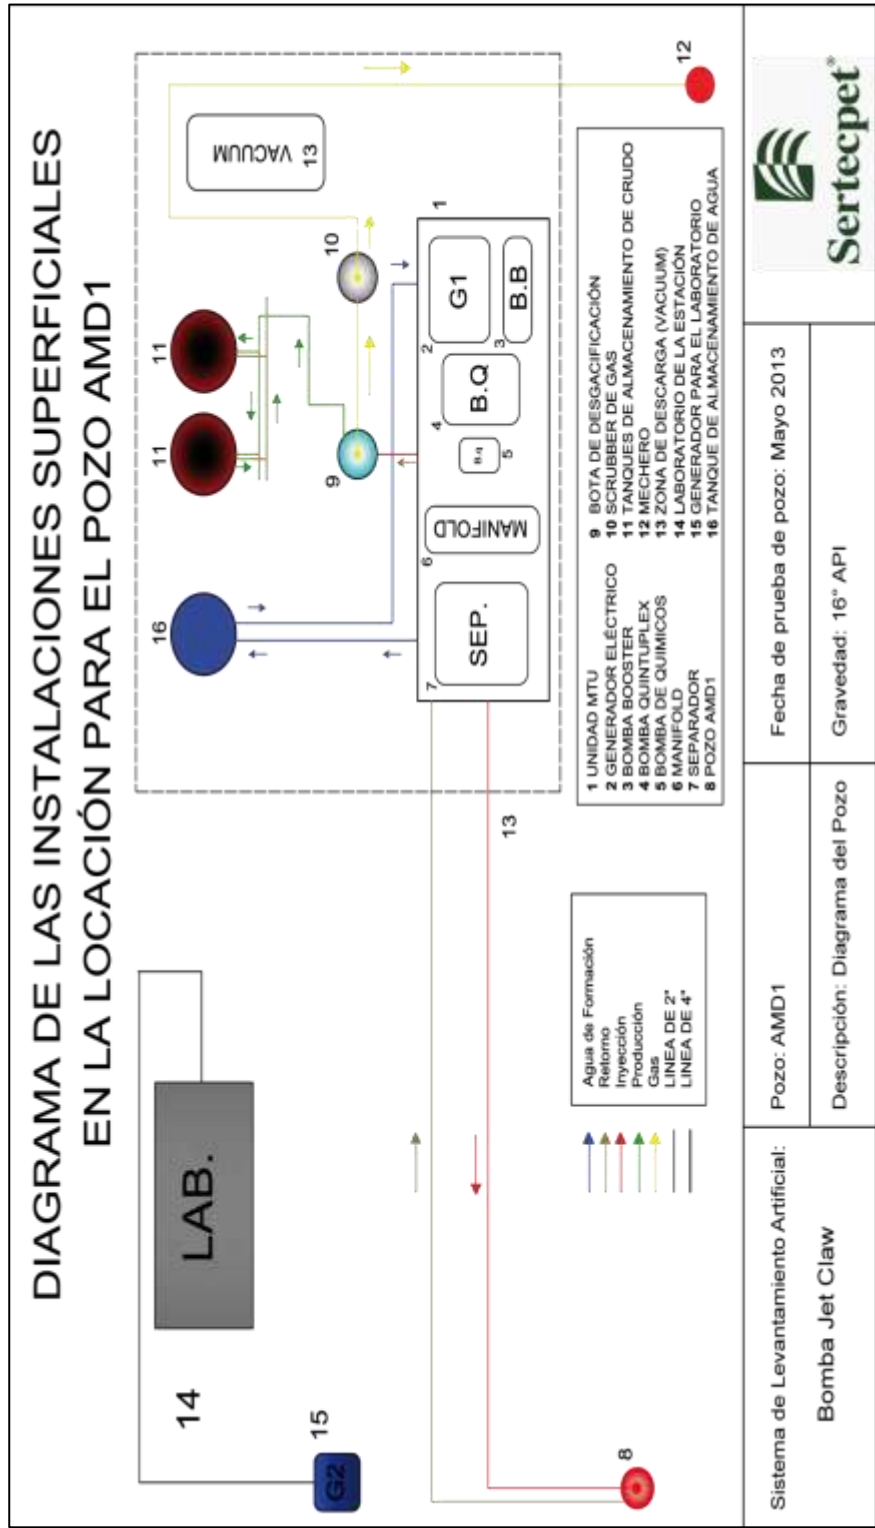 DIAGRAMA DE LAS INSTALACIONES SUPERFICIALES
EN LA LOCACIÓN PARA EL POZO AMD1
14
LAB.
15
G2
8
13
16
11
11
9
10
12
VACUUM
13
1
7
SEP.
6
MANIFOLD
5
B.q
4
B.Q
2
G1
3
B.B
Agua de Formación
Retorno
Inyección
Producción
Gas
LINEA DE 2"
LINEA DE 4"
1 UNIDAD MTU
2 GENERADOR ELÉCTRICO
3 BOMBA BOOSTER
4 BOMBA QUINTUPLEX
5 BOMBA DE QUIMICOS
6 MANIFOLD
7 SEPARADOR
8 POZO AMD1
9 BOTA DE DESGACIFICACIÓN
10 SCRUBBER DE GAS
11 TANQUES DE ALMACENAMIENTO DE CRUDO
12 MECHERO
13 ZONA DE DESCARGA (VACUUM)
14 LABORATORIO DE LA ESTACIÓN
15 GENERADOR PARA EL LABORATORIO
16 TANQUE DE ALMACENAMIENTO DE AGUA
Sistema de Levantamiento Artificial:
Bomba Jet Claw
Pozo: AMD1
Descripción: Diagrama del Pozo
Fecha de prueba de pozo: Mayo 2013
Gravedad: 16° API
Sertecpet®